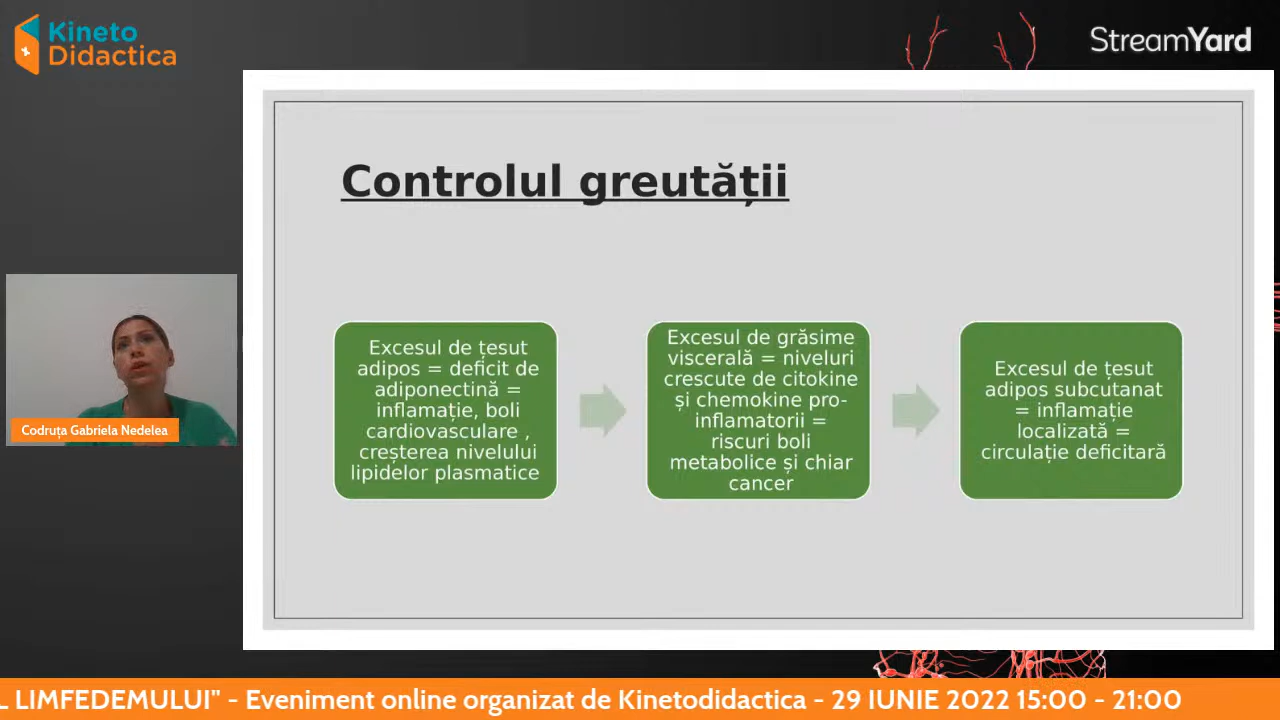 Kineto
Didactica
StreamYard
Controlul greutății
Excesul de țesut
adipos = deficit de
adiponectină =
inflamație, boli
cardiovasculare ,
creșterea nivelului
lipidelor plasmatice
Excesul de grăsime
viscerală = niveluri
crescute de citokine
și chemokine pro-
inflamatorii =
riscuri boli
metabolice și chiar
cancer
Excesul de țesut
adipos subcutanat
= inflamație
localizată =
circulație deficitară
Codruța Gabriela Nedelea
L LIMFEDEMULUI" - Eveniment online organizat de Kinetodidactica - 29 IUNIE 2022 15:00 - 21:00